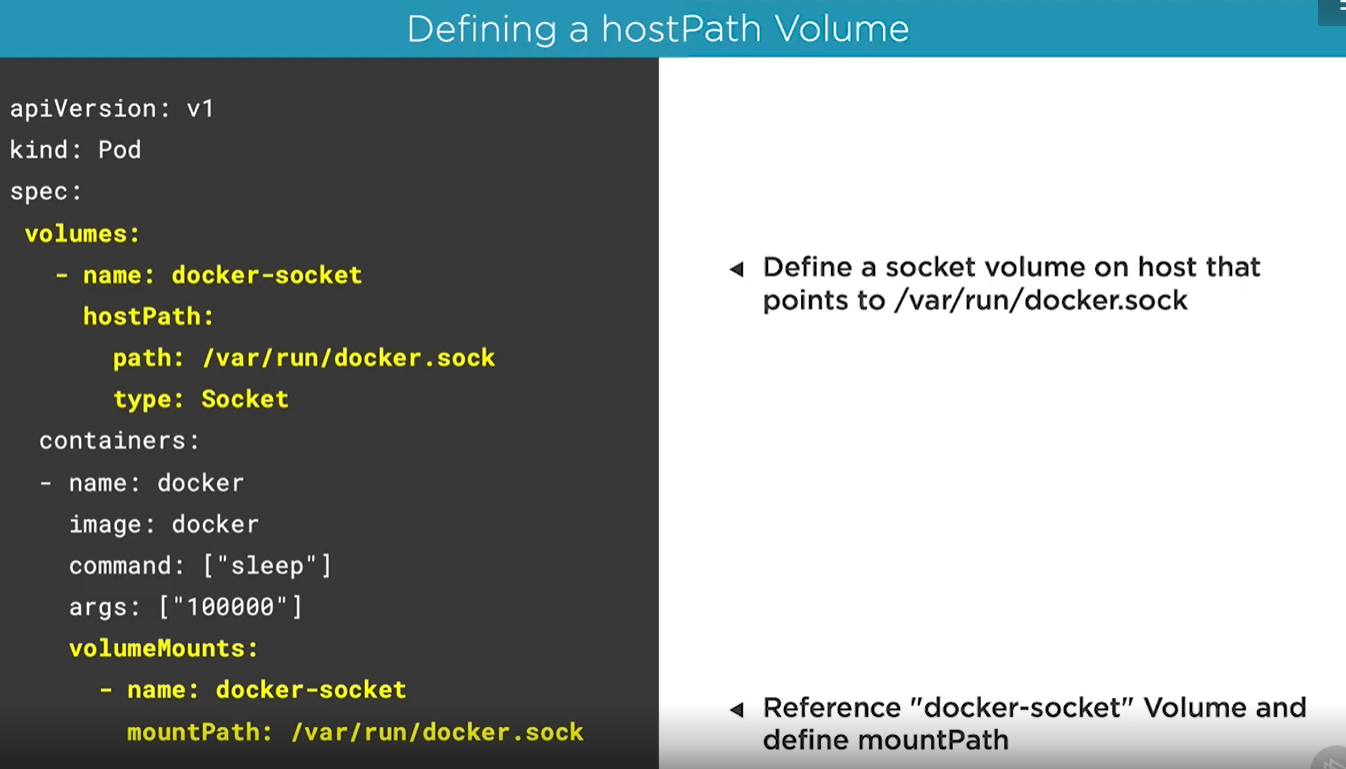 Defining a hostPath Volume
apiVersion: v1
kind: Pod
spec:
volumes:
- name: docker-socket
hostPath:
path: /var/run/docker.sock
type: Socket
containers:
- name: docker
image: docker
command: ["sleep"]
args: ["100000"]
volumeMounts:
- name: docker-socket
mountPath: /var/run/docker.sock
Define a socket volume on host that
points to /var/run/docker.sock
Reference "docker-socket" Volume and
define mountPath